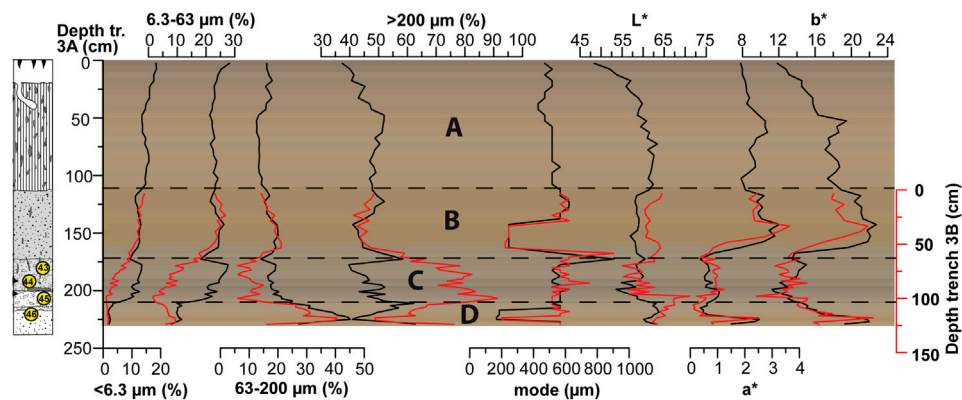 6.3-63 µm (%) >200 µm (%) L* b*
Depth tr. 3A (cm)
0 10 20 30
30 40 50 60 70 80 90 100
45 55 65 75
8 12 16 20 24
0
50
100
150
200
250
A
B
C
D
43
44
45
46
0
50
100
150
Depth trench 3B (cm)
0 10 20
0 10 20 30 40 50
0 200 400 600 800 1000
0 1 2 3 4
<6.3 µm (%) 63-200 µm (%) mode (µm) a*